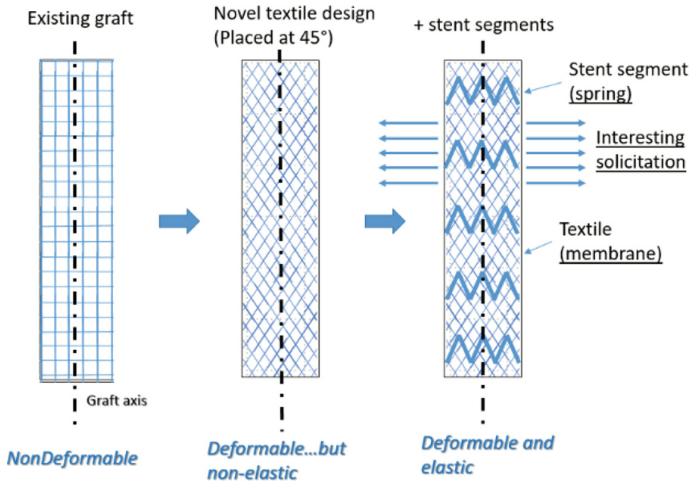 Existing graft
Novel textile design
(Placed at 45°)
+ stent segments
Stent segment
(spring)
Interesting
solicitation
Textile
(membrane)
Graft axis
NonDeformable
Deformable...but
non-elastic
Deformable and
elastic